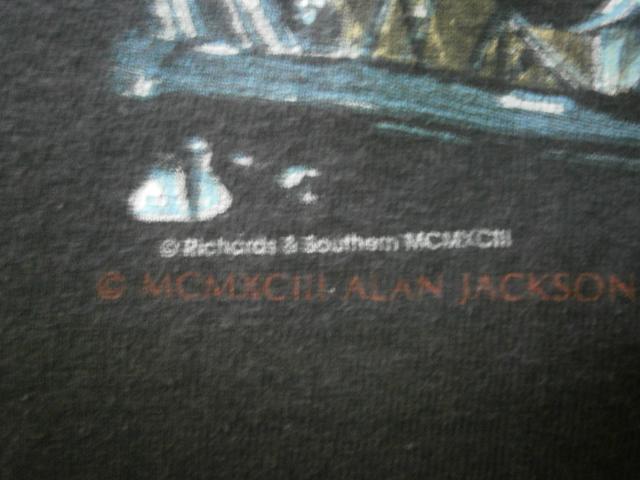 © Richards & Southern MCMXCIII
© MCMXCIII ALAN JACKSON